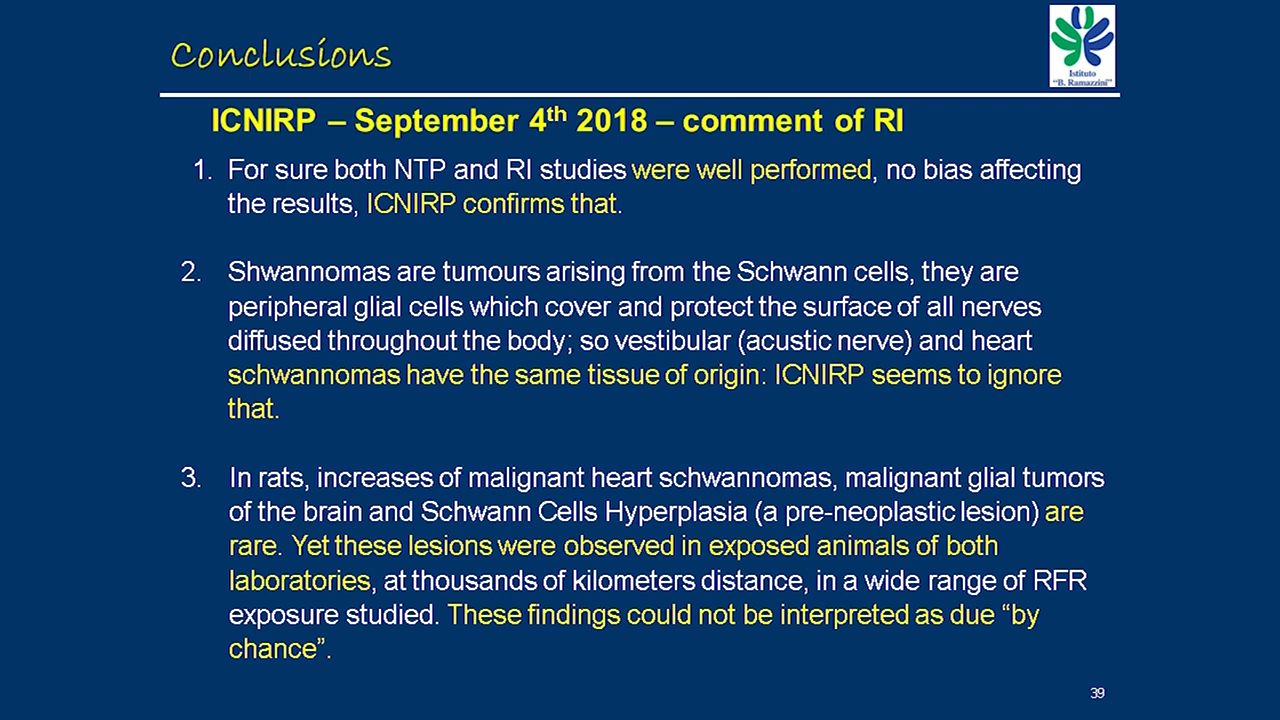 Conclusions
Istituto
"B. Ramazzini"
ICNIRP – September 4th 2018 – comment of RI
1. For sure both NTP and RI studies were well performed, no bias affecting
the results, ICNIRP confirms that.
2. Shwannomas are tumours arising from the Schwann cells, they are
peripheral glial cells which cover and protect the surface of all nerves
diffused throughout the body; so vestibular (acustic nerve) and heart
schwannomas have the same tissue of origin: ICNIRP seems to ignore
that.
3. In rats, increases of malignant heart schwannomas, malignant glial tumors
of the brain and Schwann Cells Hyperplasia (a pre-neoplastic lesion) are
rare. Yet these lesions were observed in exposed animals of both
laboratories, at thousands of kilometers distance, in a wide range of RFR
exposure studied. These findings could not be interpreted as due “by
chance”.
39